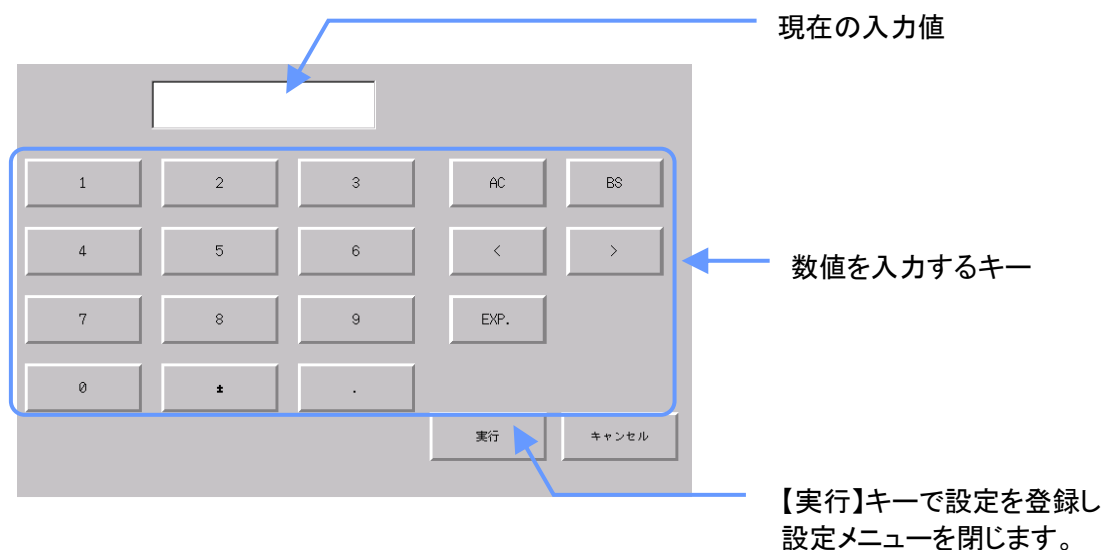 現在の入力値
1 2 3 AC BS
4 5 6 < >
数値を入力するキー
7 8 9 EXP.
0 ± .
実行 キャンセル
【実行】キーで設定を登録し
設定メニューを閉じます。